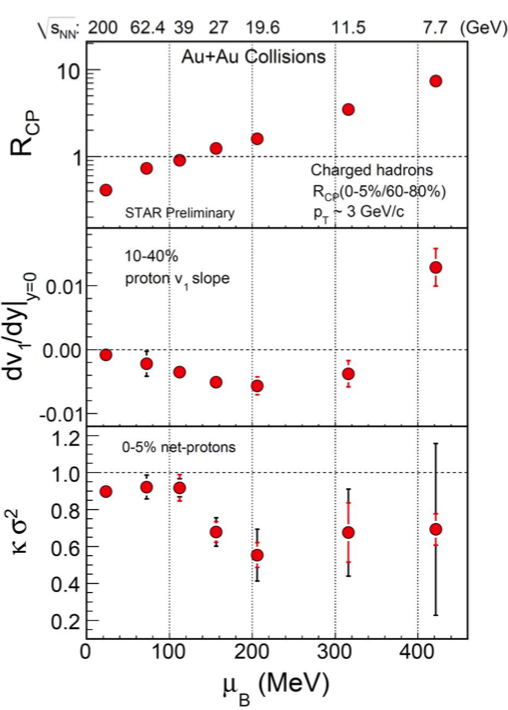 √sNN: 200 62.4 39 27 19.6 11.5 7.7 (GeV)
Au+Au Collisions
10
1
RCP
Charged hadrons
RCP(0-5%/60-80%)
pT ~ 3 GeV/c
STAR Preliminary
10-40%
proton v1 slope
0.01
0.00
-0.01
dv1/dy|y=0
0-5% net-protons
1.2
1.0
0.8
0.6
0.4
0.2
κ σ2
0 100 200 300 400
μB (MeV)